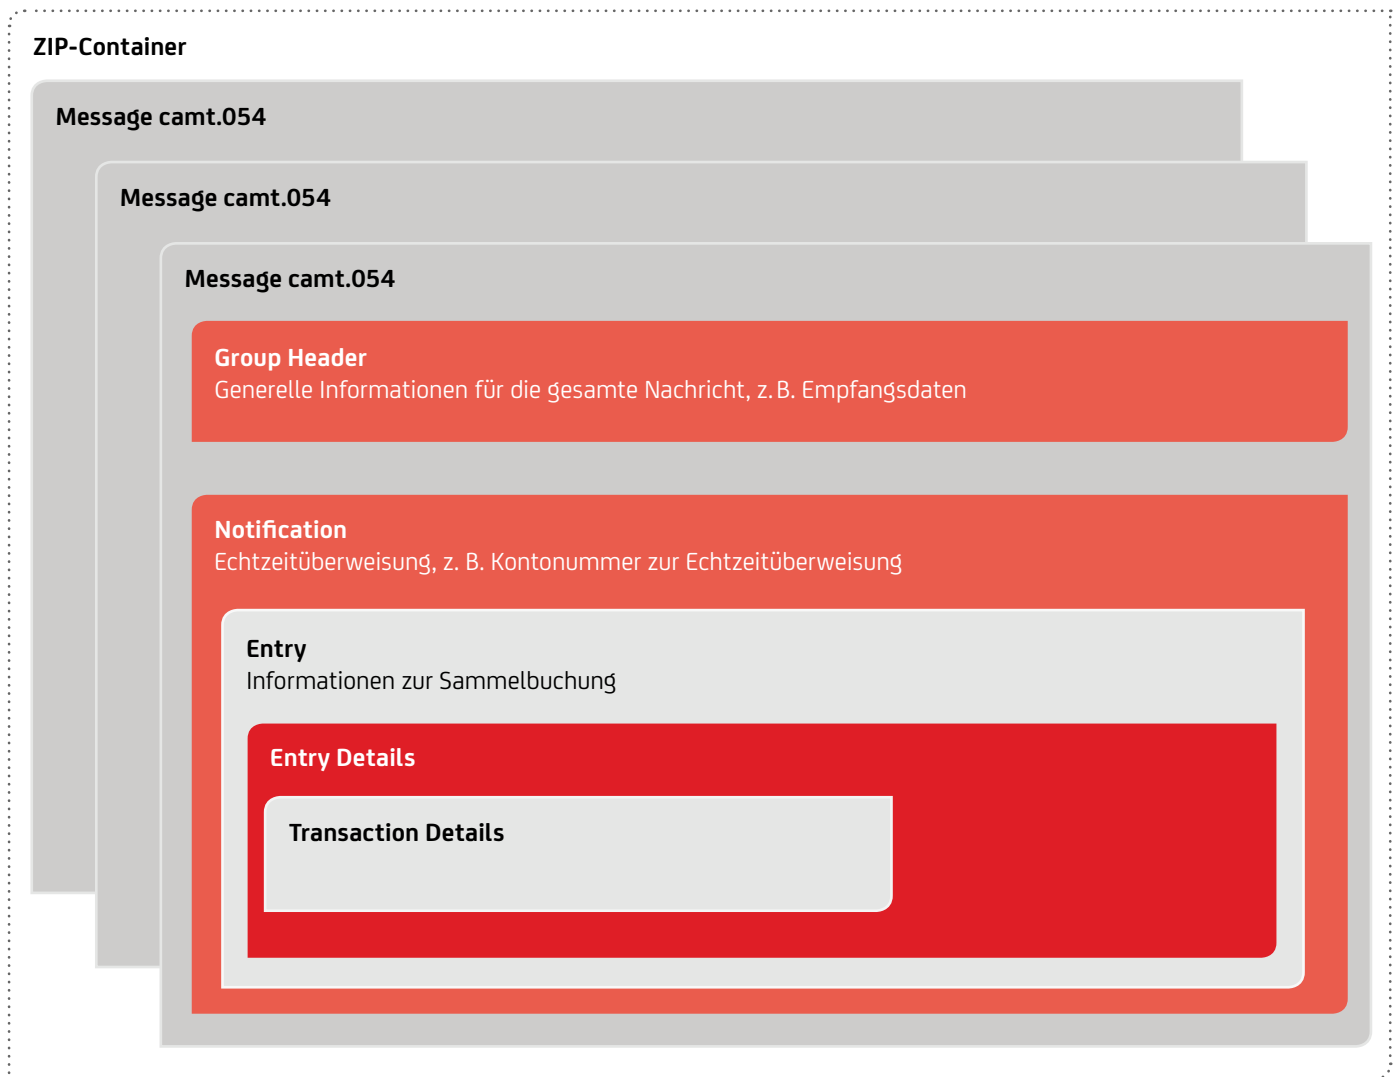 ZIP-Container
Message camt.054
Message camt.054
Message camt.054
Group Header
Generelle Informationen für die gesamte Nachricht, z. B. Empfangsdaten
Notification
Echtzeitüberweisung, z. B. Kontonummer zur Echtzeitüberweisung
Entry
Informationen zur Sammelbuchung
Entry Details
Transaction Details